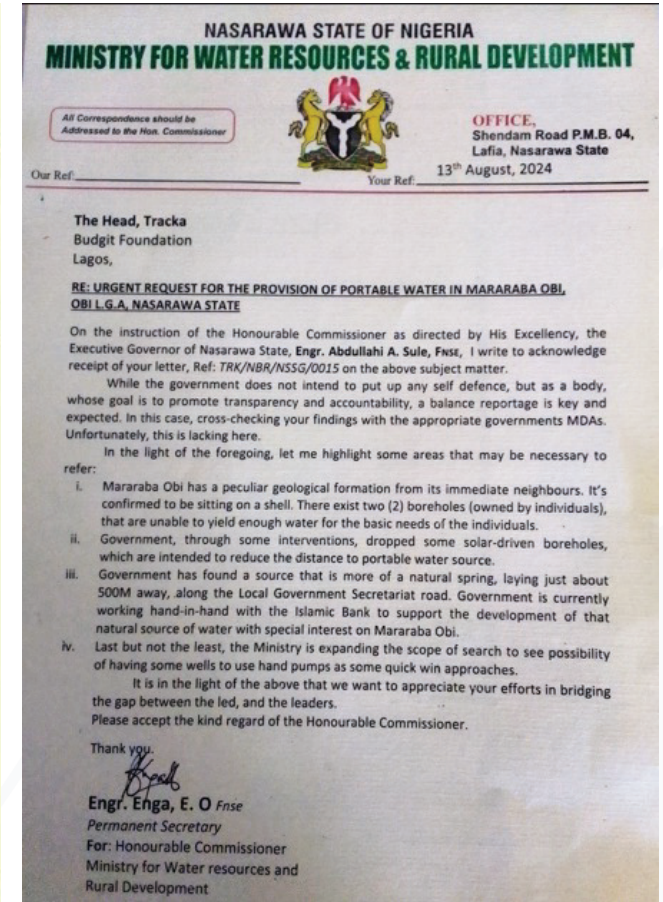 NASARAWA STATE OF NIGERIA
MINISTRY FOR WATER RESOURCES & RURAL DEVELOPMENT
All Correspondence should be
Addressed to the Hon. Commissioner
OFFICE,
Shendam Road P.M.B. 04,
Lafia, Nasarawa State
13th August, 2024
Our Ref:
Your Ref:
The Head, Tracka
Budgit Foundation
Lagos,
RE: URGENT REQUEST FOR THE PROVISION OF PORTABLE WATER IN MARARABA OBI,
OBI L.G.A, NASARAWA STATE
On the instruction of the Honourable Commissioner as directed by His Excellency, the
Executive Governor of Nasarawa State, Engr. Abdullahi A. Sule, FNSE, I write to acknowledge
receipt of your letter, Ref: TRK/NBR/NSSG/0015 on the above subject matter.
While the government does not intend to put up any self defence, but as a body,
whose goal is to promote transparency and accountability, a balance reportage is key and
expected. In this case, cross-checking your findings with the appropriate governments MDAs.
Unfortunately, this is lacking here.
In the light of the foregoing, let me highlight some areas that may be necessary to
refer:
i. Mararaba Obi has a peculiar geological formation from its immediate neighbours. It's
confirmed to be sitting on a shell. There exist two (2) boreholes (owned by individuals),
that are unable to yield enough water for the basic needs of the individuals.
ii. Government, through some interventions, dropped some solar-driven boreholes,
which are intended to reduce the distance to portable water source.
iii. Government has found a source that is more of a natural spring, laying just about
500M away, along the Local Government Secretariat road. Government is currently
working hand-in-hand with the Islamic Bank to support the development of that
natural source of water with special interest on Mararaba Obi.
iv. Last but not the least, the Ministry is expanding the scope of search to see possibility
of having some wells to use hand pumps as some quick win approaches.
It is in the light of the above that we want to appreciate your efforts in bridging
the gap between the led, and the leaders.
Please accept the kind regard of the Honourable Commissioner.
Thank you.
Engr. Enga, E. O Fnse
Permanent Secretary
For: Honourable Commissioner
Ministry for Water resources and
Rural Development